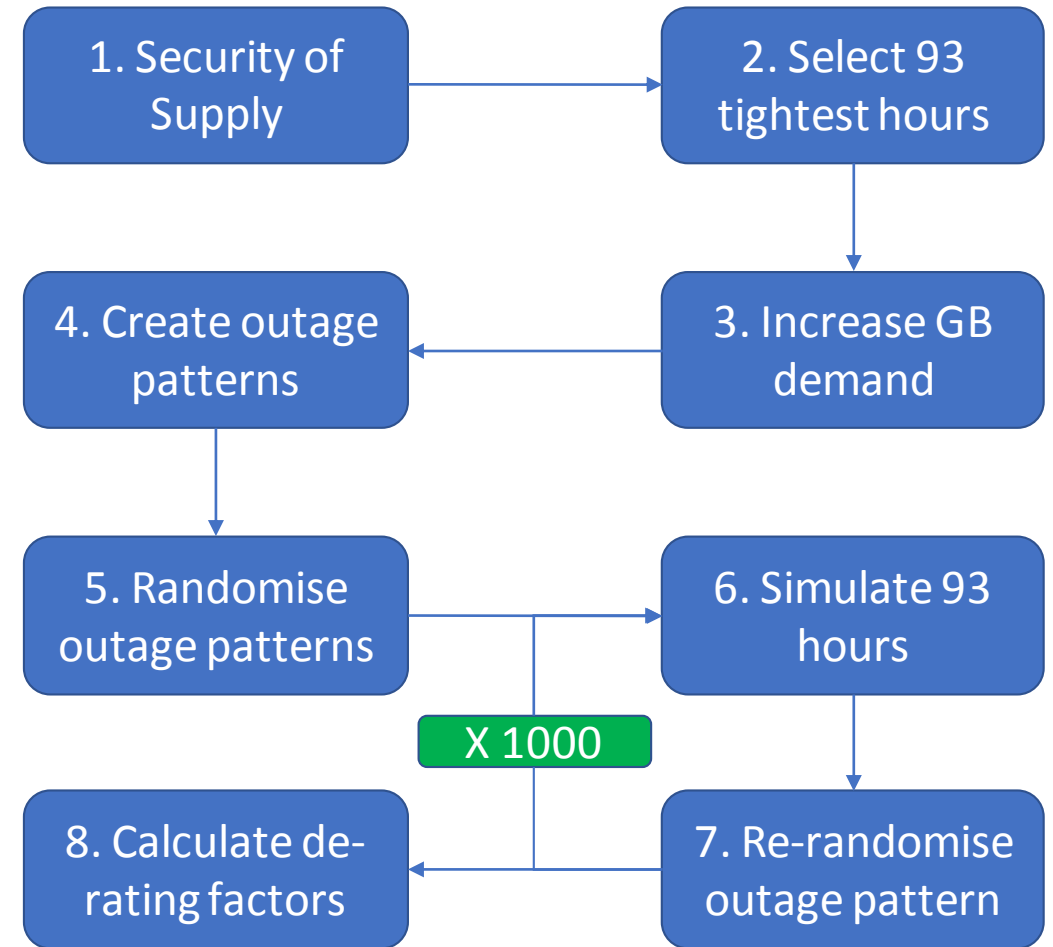 1. Security of
Supply
2. Select 93
tightest hours
3. Increase GB
demand
4. Create outage
patterns
5. Randomise
outage patterns
6. Simulate 93
hours
X 1000
7. Re-randomise
outage pattern
8. Calculate de-
rating factors